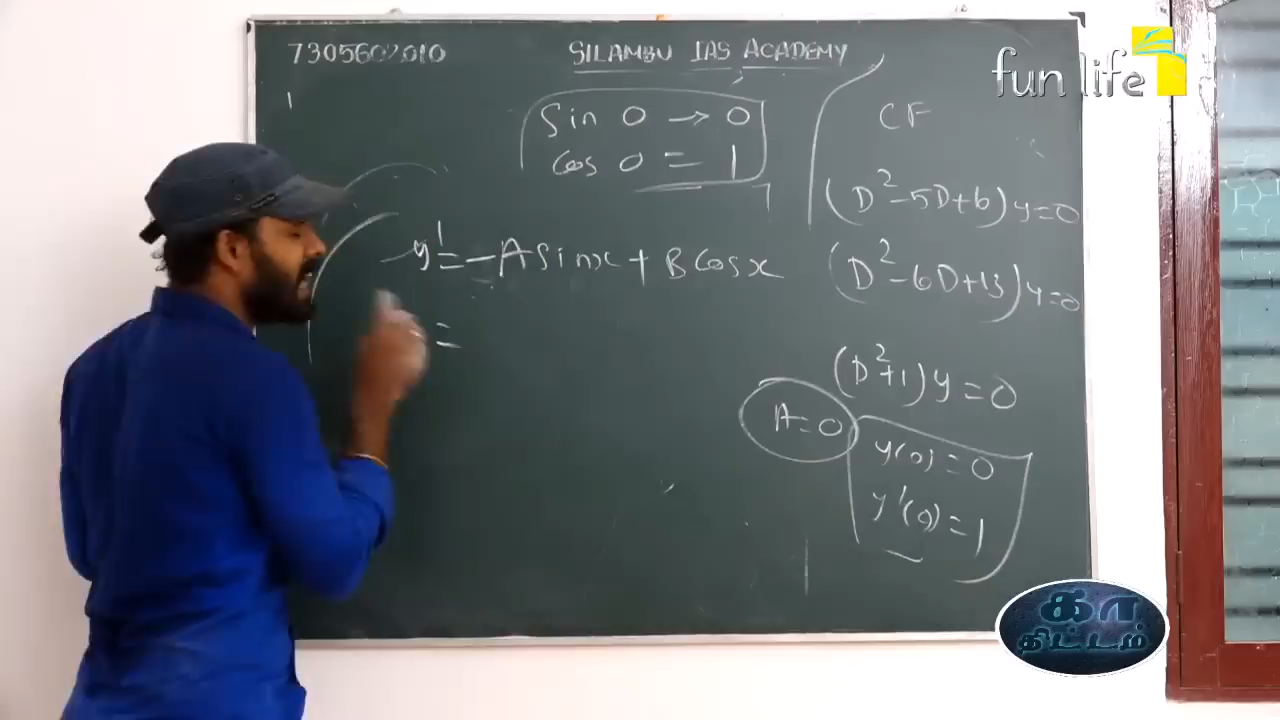 7305602010
SILAMBU IAS ACADEMY
fun life
Sin 0 → 0
Cos 0 = 1
CF
(D²-5D+6)y=0
y' = -A sinx + B cosx
(D²-6D+13)y=0
=
(D²+1)y=0
A=0
y(0)=0
y'(0)=1
திட்டம்